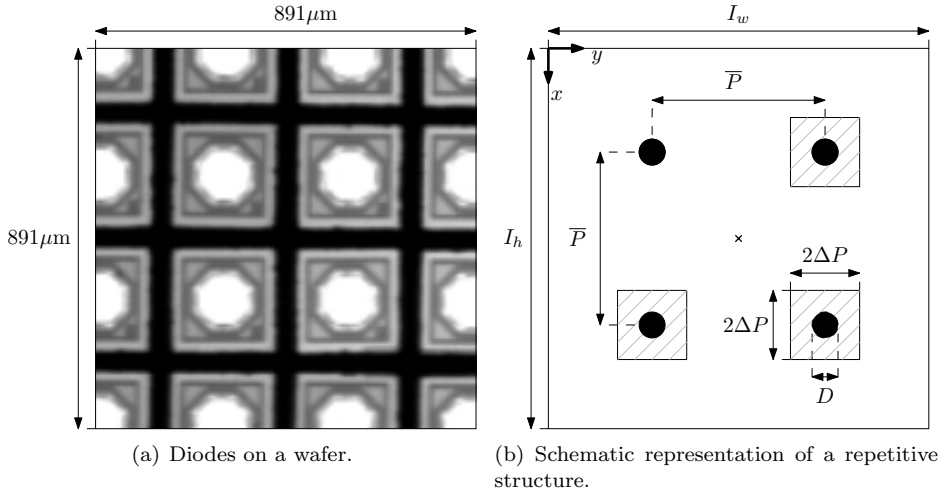 891μm
891μm
(a) Diodes on a wafer.
I_w
y
x
P̅
I_h
P̅
2ΔP
2ΔP
D
(b) Schematic representation of a repetitive
structure.